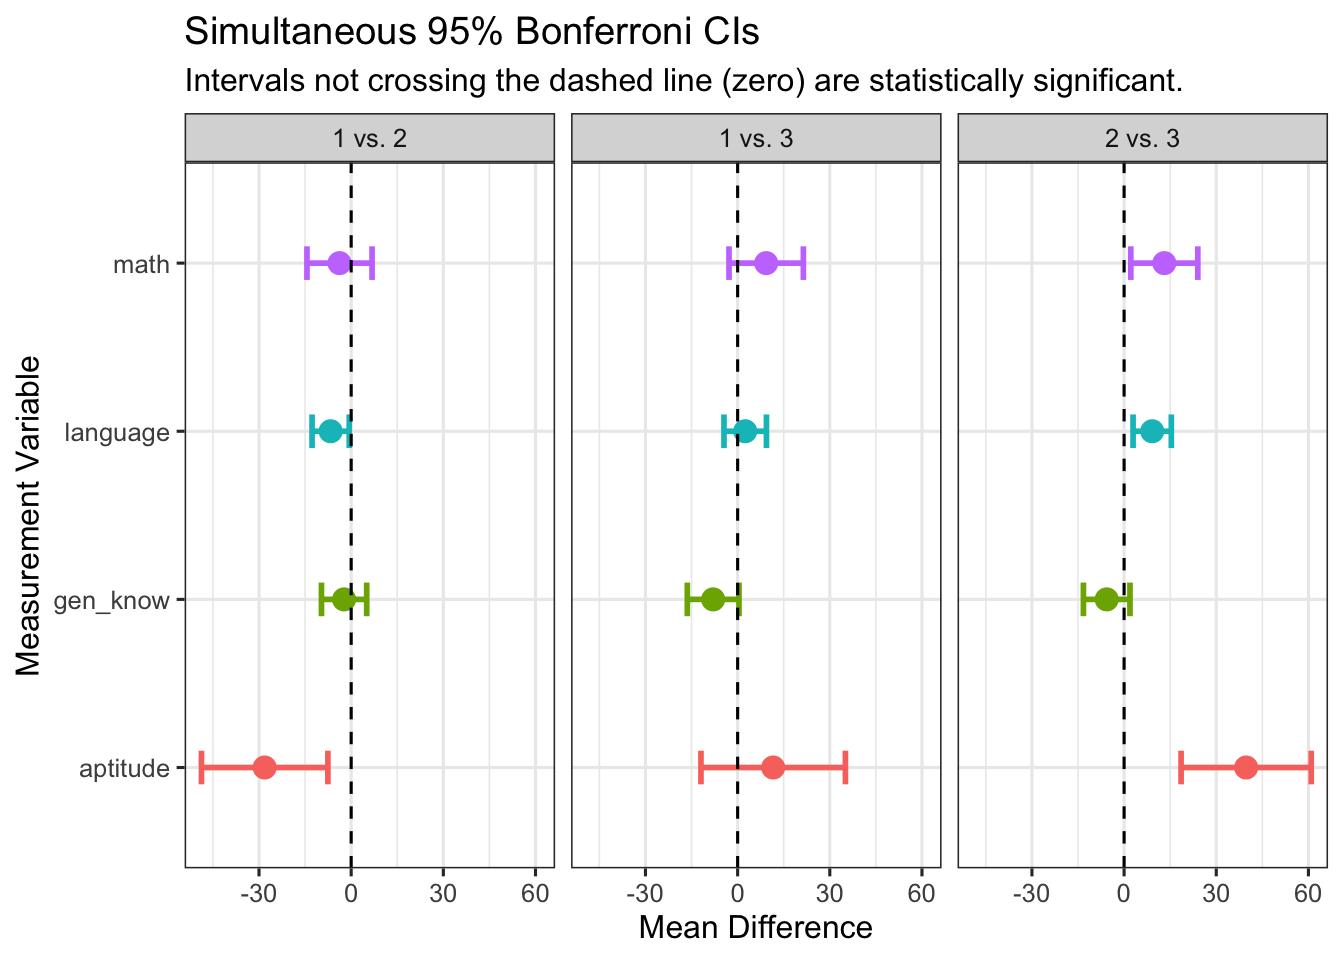 Simultaneous 95% Bonferroni CIs
Intervals not crossing the dashed line (zero) are statistically significant.
1 vs. 2
1 vs. 3
2 vs. 3
Measurement Variable
math
language
gen_know
aptitude
-30 0 30 60
-30 0 30 60
-30 0 30 60
Mean Difference